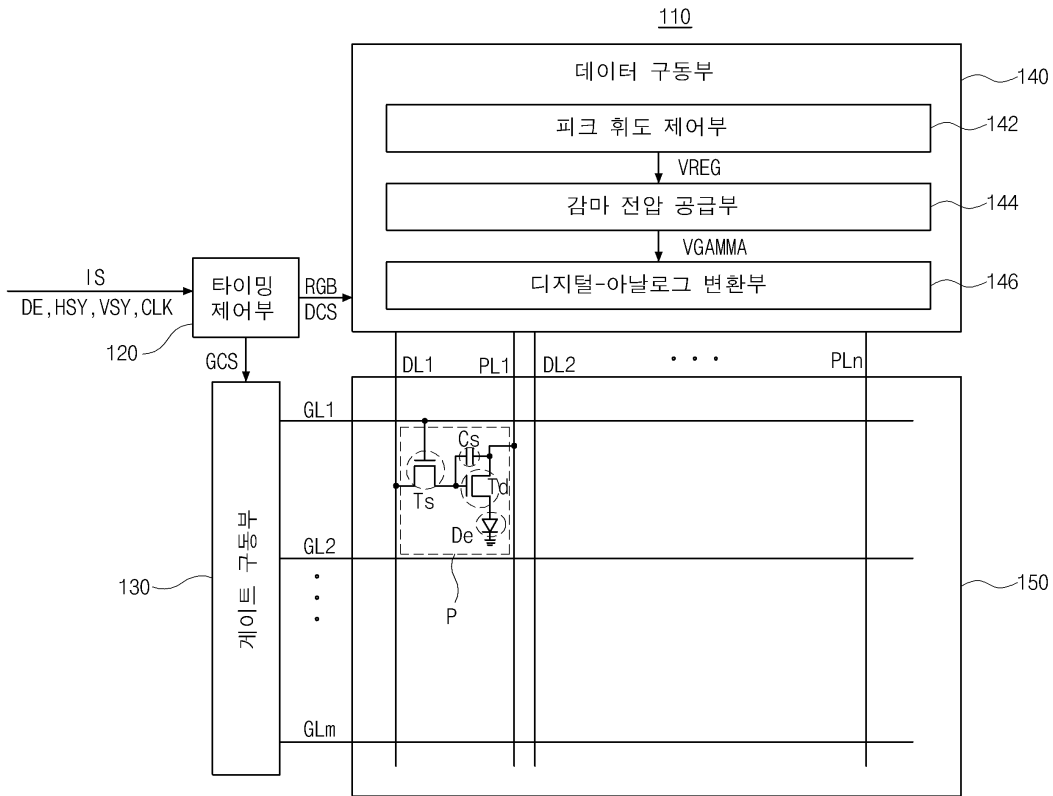 110
데이터 구동부
140
피크 휘도 제어부
142
VREG
감마 전압 공급부
144
VGAMMA
디지털-아날로그 변환부
146
IS
DE,HSY,VSY,CLK
타이밍
제어부
120
RGB
DCS
GCS
DL1
PL1
DL2
• • •
PLn
GL1
Cs
Ts
Td
De
GL2
P
게이트 구동부
130
150
GLm